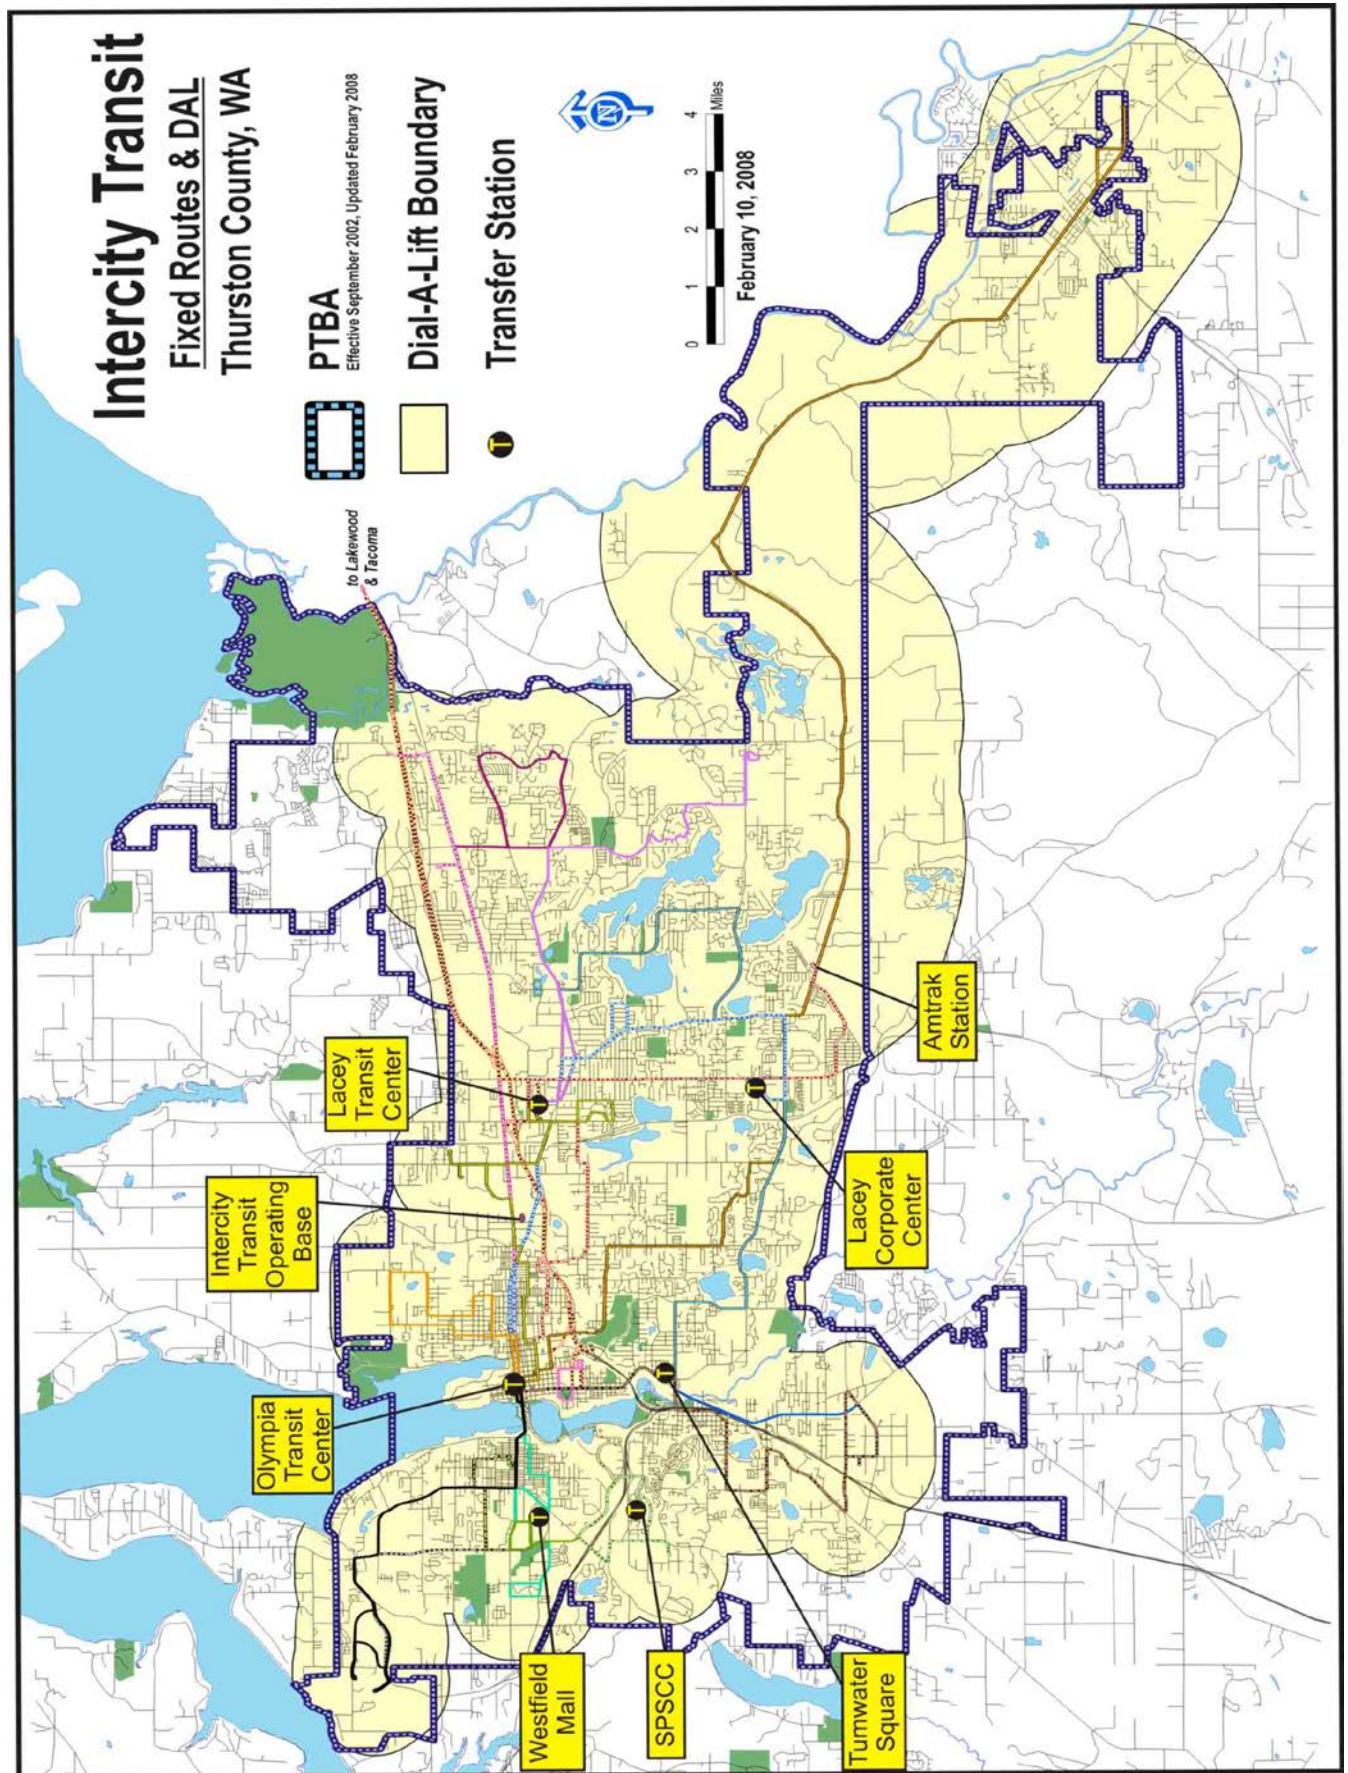 Intercity Transit
Fixed Routes & DAL
Thurston County, WA
PTBA
Effective September 2002, Updated February 2008
Dial-A-Lift Boundary
T
Transfer Station
N
0 1 2 3 4
Miles
February 10, 2008
to Lakewood
& Tacoma
Westfield
Mall
SPSCC
Tumwater
Square
Olympia
Transit
Center
Intercity
Transit
Operating
Base
Lacey
Transit
Center
Lacey
Corporate
Center
Amtrak
Station
T
T
T
T
T
T